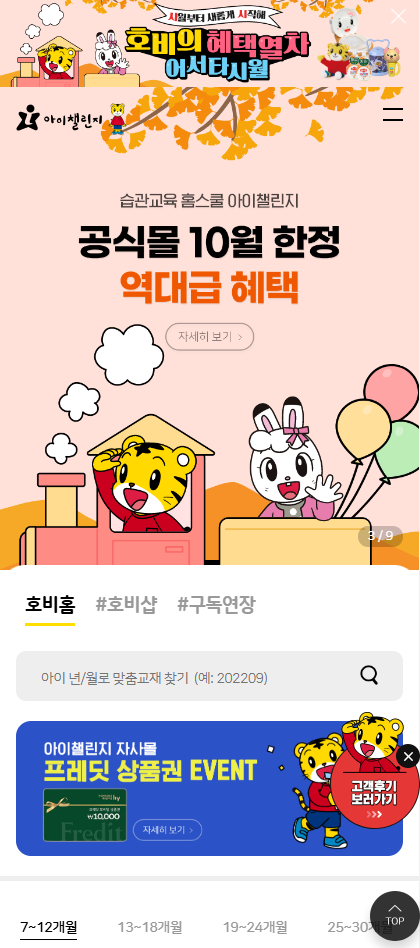 시월부터 새롭게 시작해
호비의 혜택열차
어서타시월
아이챌린지
습관교육 홈스쿨 아이챌린지
공식몰 10월 한정
역대급 혜택
자세히 보기 >
3 / 9
호비홈 #호비샵 #구독연장
아이 년/월로 맞춤교재 찾기 (예: 202209)
아이챌린지 자사몰
프레딧 상품권 EVENT
hy
₩10,000
Fredit
자세히 보기 >
고객후기
보러가기
7~12개월 13~18개월 19~24개월 25~30
TOP